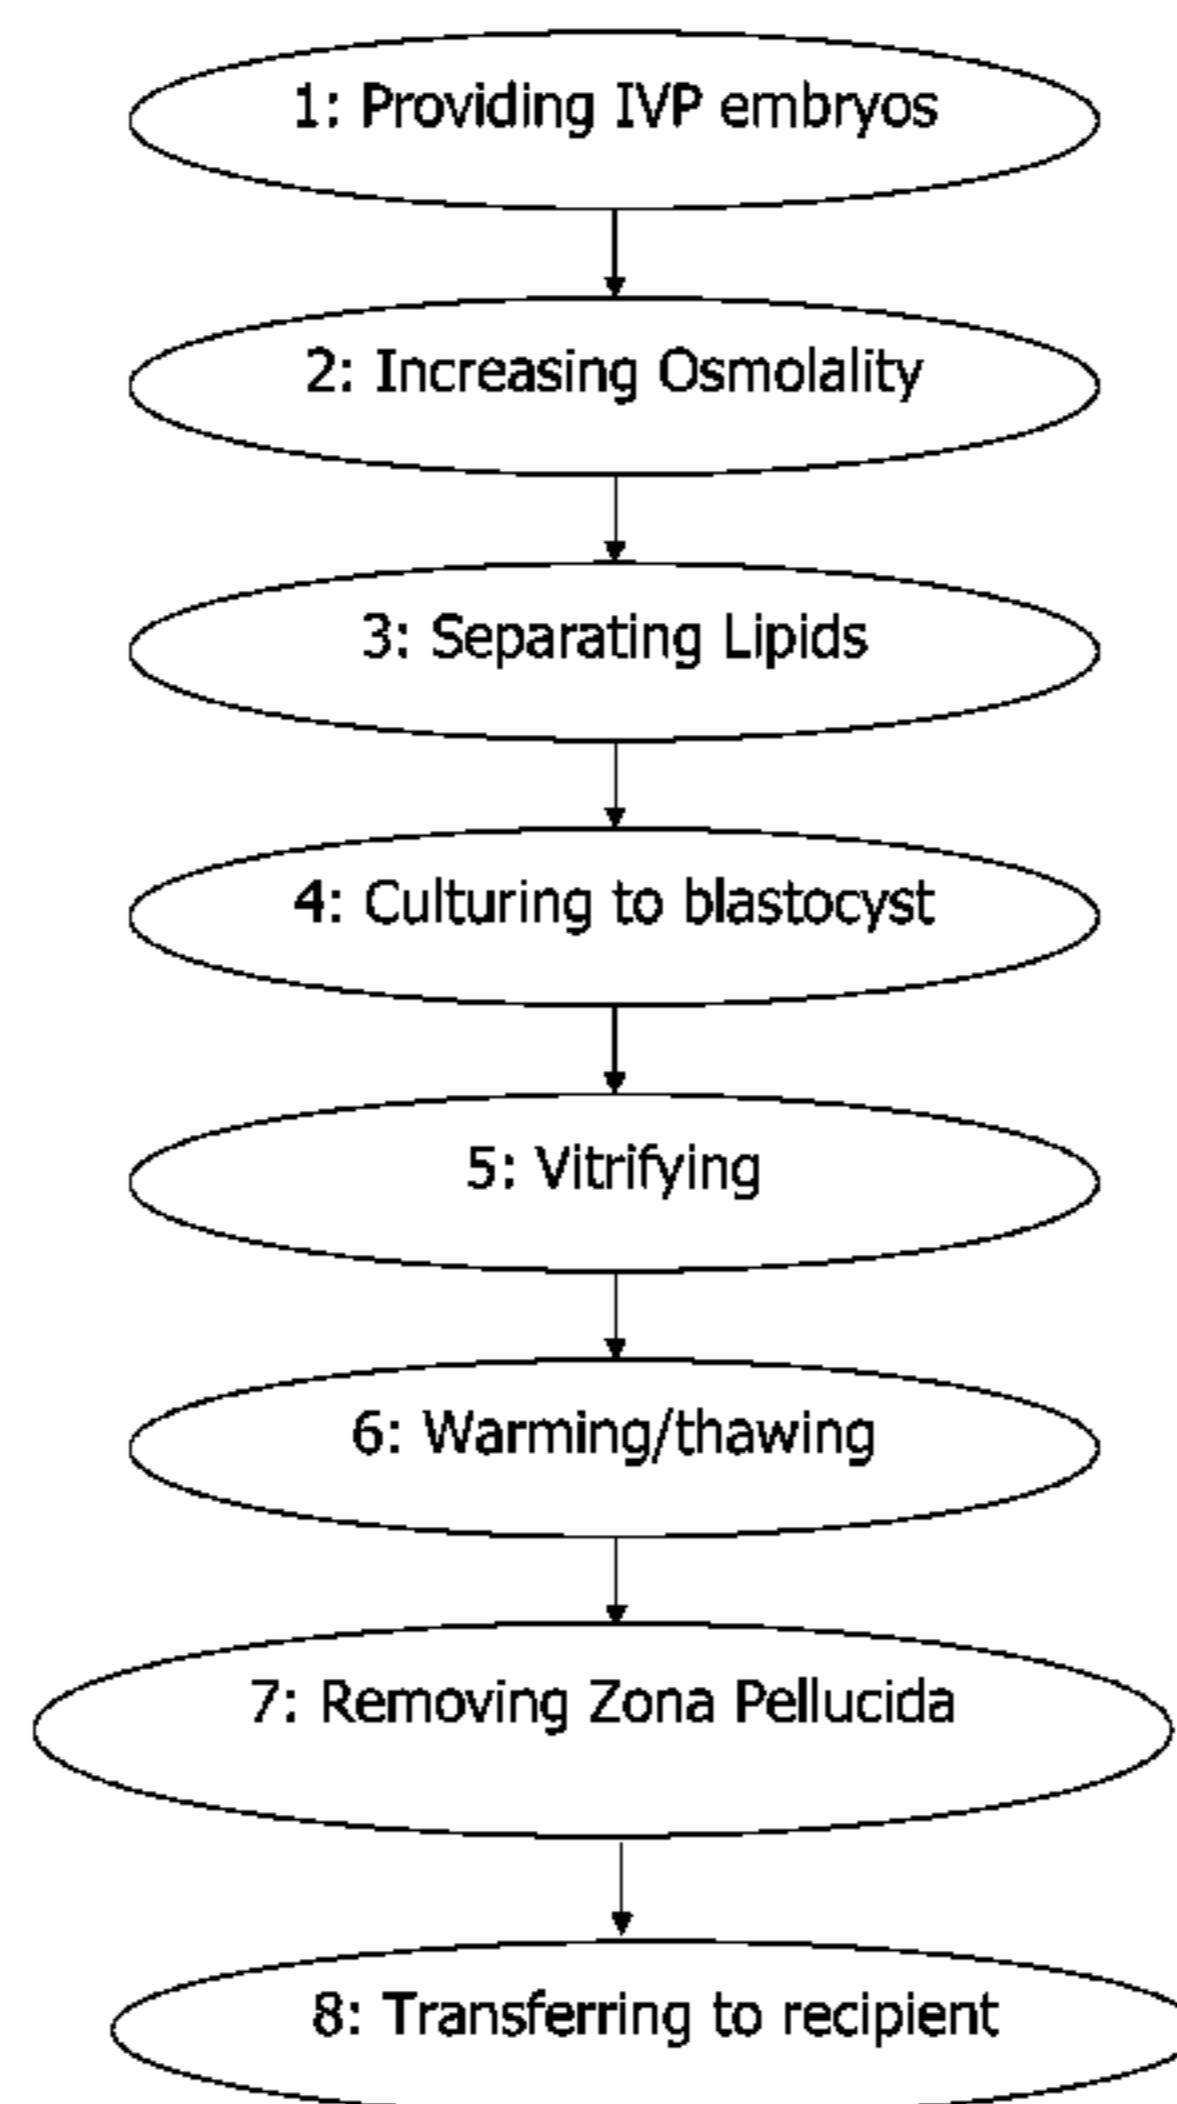 1: Providing IVP embryos
2: Increasing Osmolality
3: Separating Lipids
4: Culturing to blastocyst
5: Vitrifying
6: Warming/thawing
7: Removing Zona Pellucida
8: Transferring to recipient